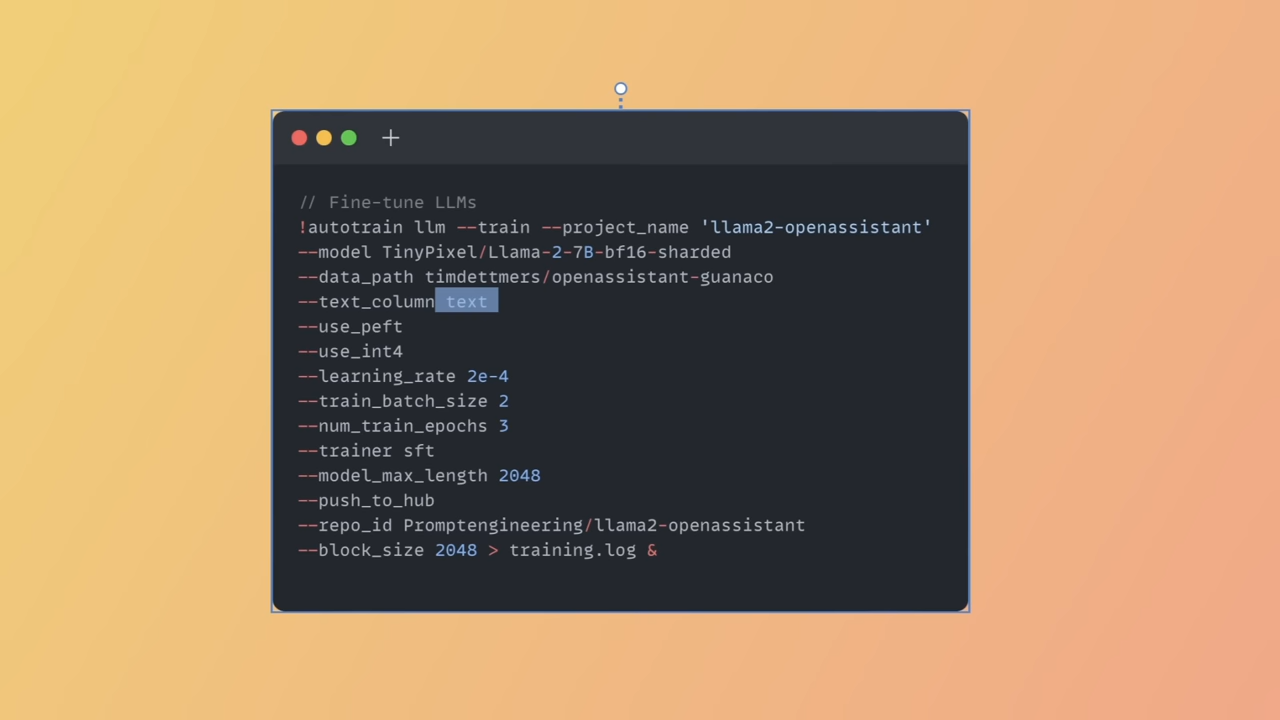 // Fine-tune LLMs
!autotrain llm --train --project_name 'llama2-openassistant'
--model TinyPixel/Llama-2-7B-bf16-sharded
--data_path timdettmers/openassistant-guanaco
--text_column text
--use_peft
--use_int4
--learning_rate 2e-4
--train_batch_size 2
--num_train_epochs 3
--trainer sft
--model_max_length 2048
--push_to_hub
--repo_id Promptengineering/llama2-openassistant
--block_size 2048 > training.log &